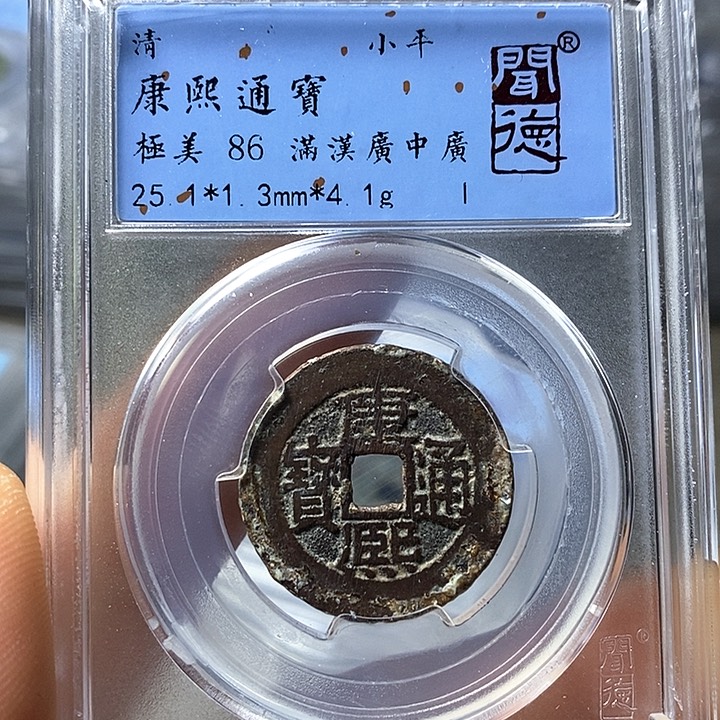 清 小平
康熙通寶
極美 86 滿漢廣中廣
25.1*1.3mm*4.1g
聞德®
康熙通寶
聞德®